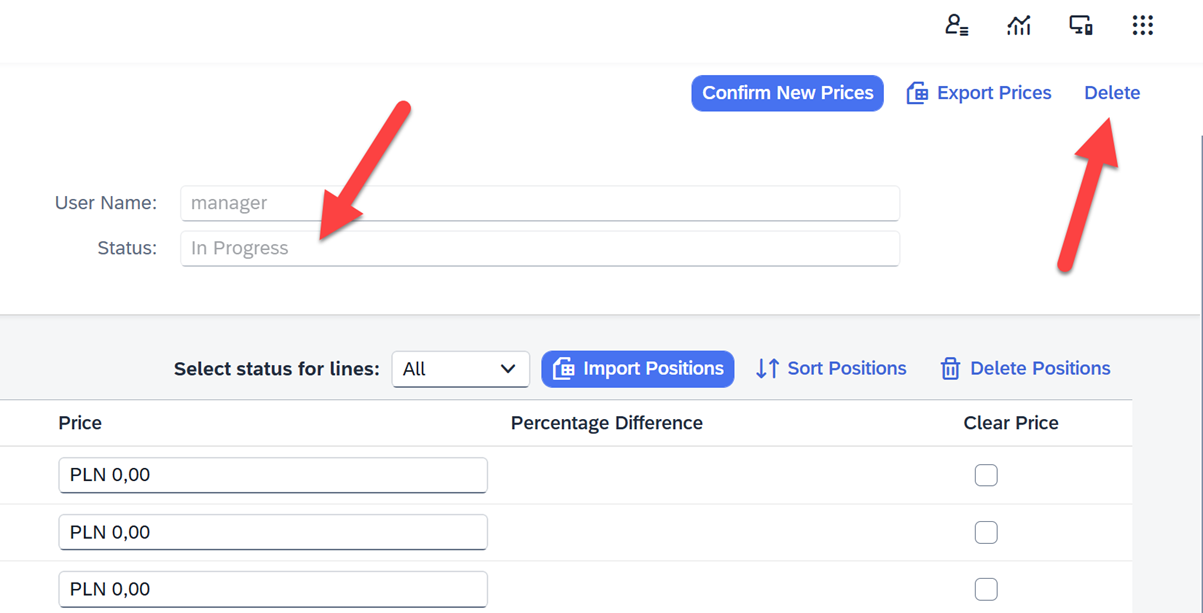 Confirm New Prices Export Prices Delete
User Name: manager
Status: In Progress
Select status for lines: All Import Positions Sort Positions Delete Positions
Price Percentage Difference Clear Price
PLN 0,00
PLN 0,00
PLN 0,00